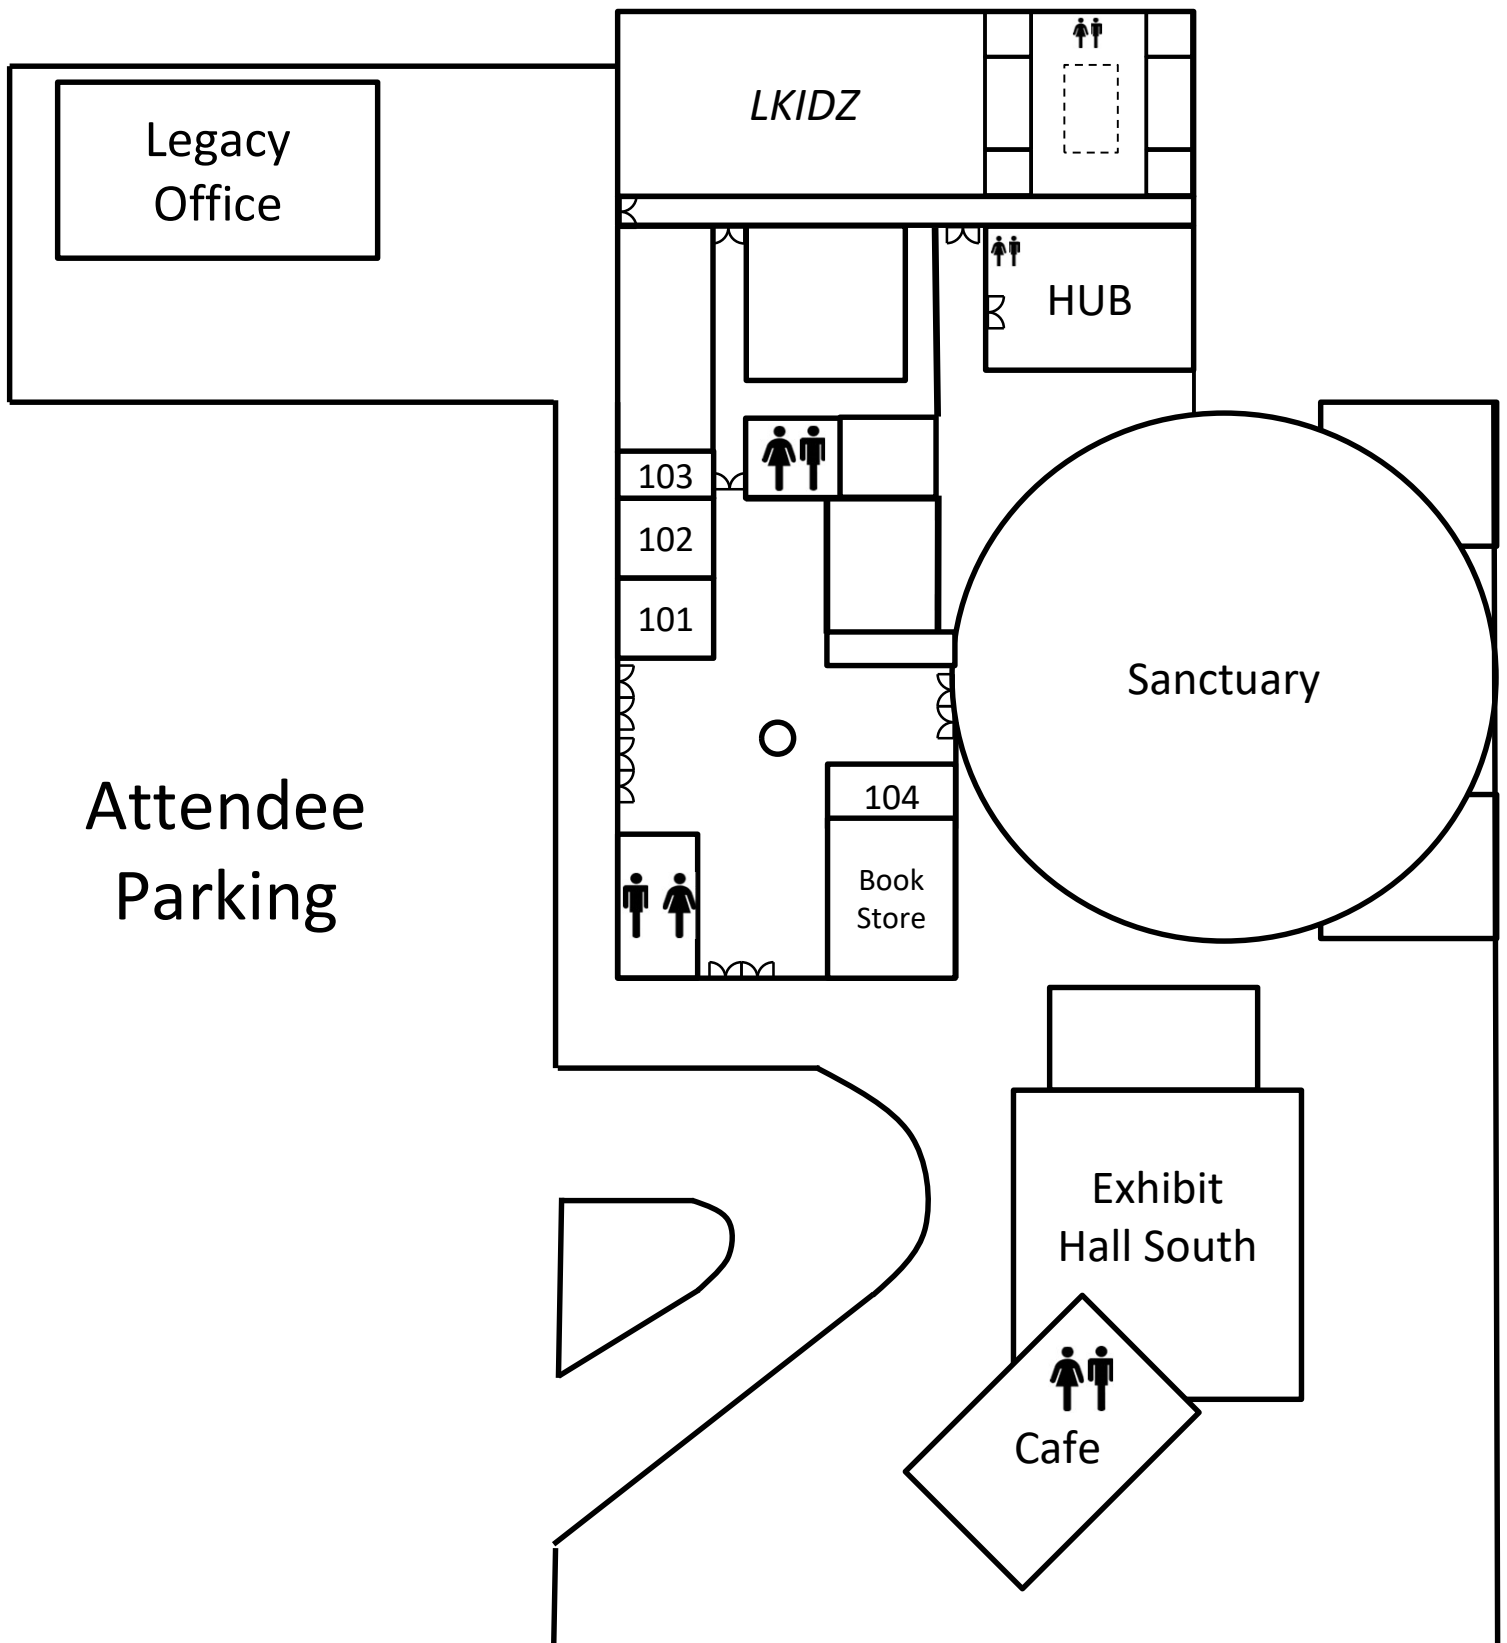 LKIDZ
Legacy
Office
HUB
103
102
101
Sanctuary
104
Attendee
Parking
Book
Store
Exhibit
Hall South
Cafe